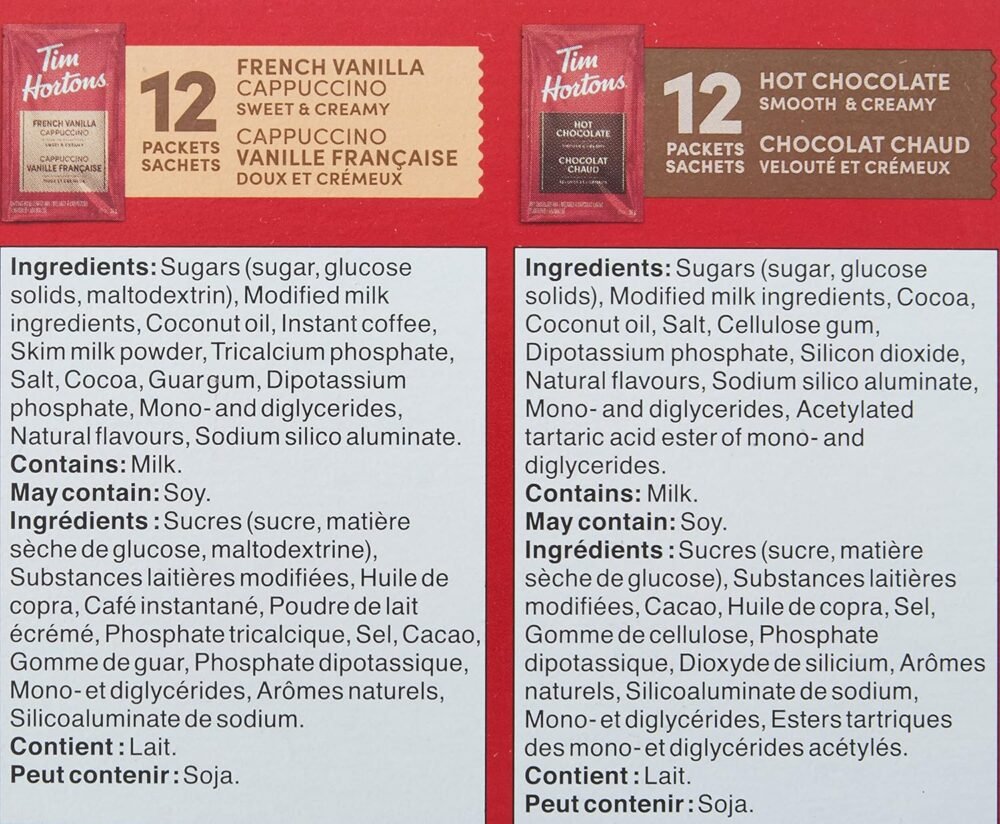 Tim
Hortons
FRENCH VANILLA
CAPPUCCINO
SWEET & CREAMY
CAPPUCCINO
VANILLE FRANÇAISE
DOUX ET CRÉMEUX
12
PACKETS
SACHETS
FRENCH VANILLA
CAPPUCCINO
SWEET & CREAMY
CAPPUCCINO
VANILLE FRANÇAISE
DOUX ET CRÉMEUX
Ingredients: Sugars (sugar, glucose
solids, maltodextrin), Modified milk
ingredients, Coconut oil, Instant coffee,
Skim milk powder, Tricalcium phosphate,
Salt, Cocoa, Guar gum, Dipotassium
phosphate, Mono- and diglycerides,
Natural flavours, Sodium silico aluminate.
Contains: Milk.
May contain: Soy.
Ingrédients : Sucres (sucre, matière
sèche de glucose, maltodextrine),
Substances laitières modifiées, Huile de
copra, Café instantané, Poudre de lait
écrémé, Phosphate tricalcique, Sel, Cacao,
Gomme de guar, Phosphate dipotassique,
Mono- et diglycérides, Arômes naturels,
Silicoaluminate de sodium.
Contient : Lait.
Peut contenir : Soja.
Tim
Hortons
HOT
CHOCOLATE
SMOOTH & CREAMY
CHOCOLAT
CHAUD
VELOUTÉ ET CRÉMEUX
12
PACKETS
SACHETS
HOT CHOCOLATE
SMOOTH & CREAMY
CHOCOLAT CHAUD
VELOUTÉ ET CRÉMEUX
Ingredients: Sugars (sugar, glucose
solids), Modified milk ingredients, Cocoa,
Coconut oil, Salt, Cellulose gum,
Dipotassium phosphate, Silicon dioxide,
Natural flavours, Sodium silico aluminate,
Mono- and diglycerides, Acetylated
tartaric acid ester of mono- and
diglycerides.
Contains: Milk.
May contain: Soy.
Ingrédients : Sucres (sucre, matière
sèche de glucose), Substances laitières
modifiées, Cacao, Huile de copra, Sel,
Gomme de cellulose, Phosphate
dipotassique, Dioxyde de silicium, Arômes
naturels, Silicoaluminate de sodium,
Mono- et diglycérides, Esters tartriques
des mono- et diglycérides acétylés.
Contient : Lait.
Peut contenir : Soja.